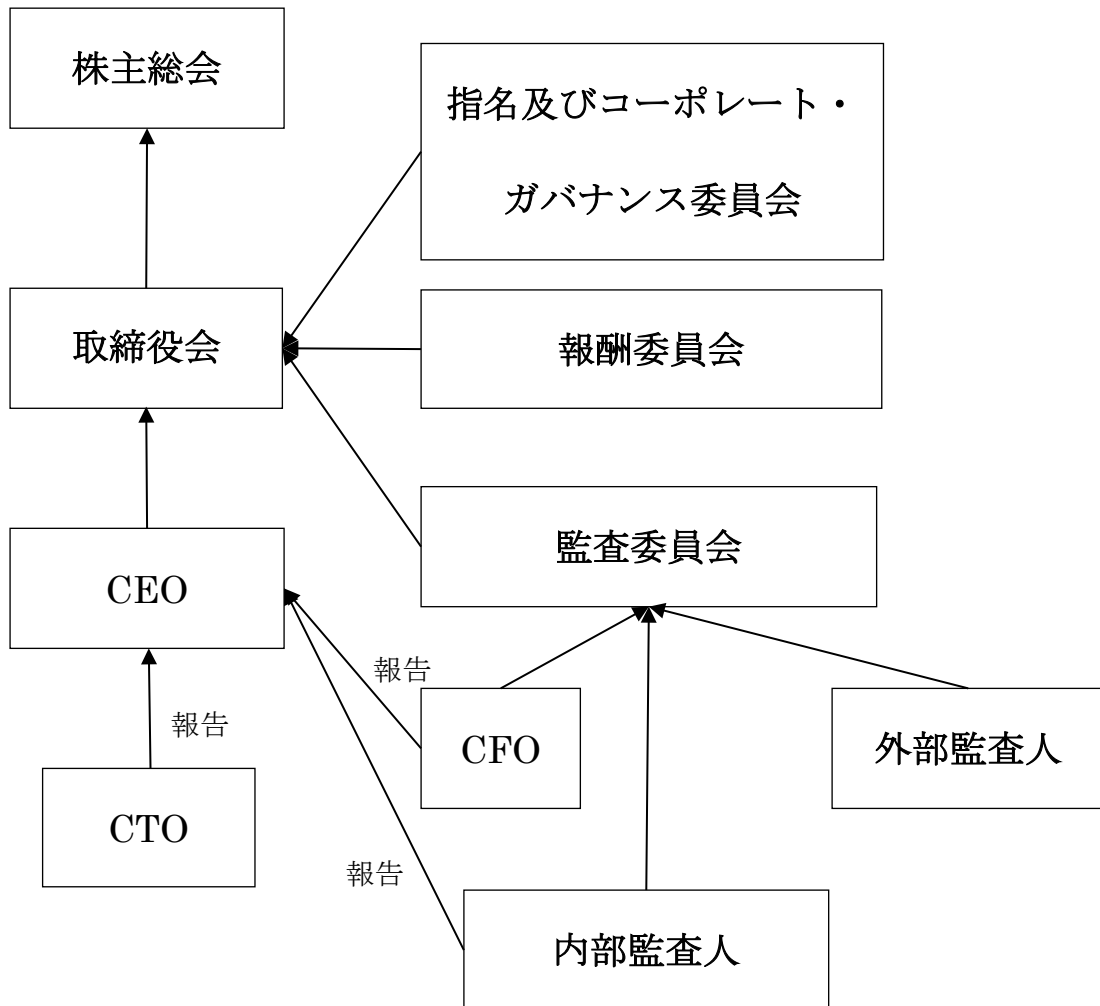 株主総会
指名及びコーポレート・
ガバナンス委員会
取締役会
報酬委員会
監査委員会
CEO
報告
報告
CFO
外部監査人
CTO
報告
内部監査人